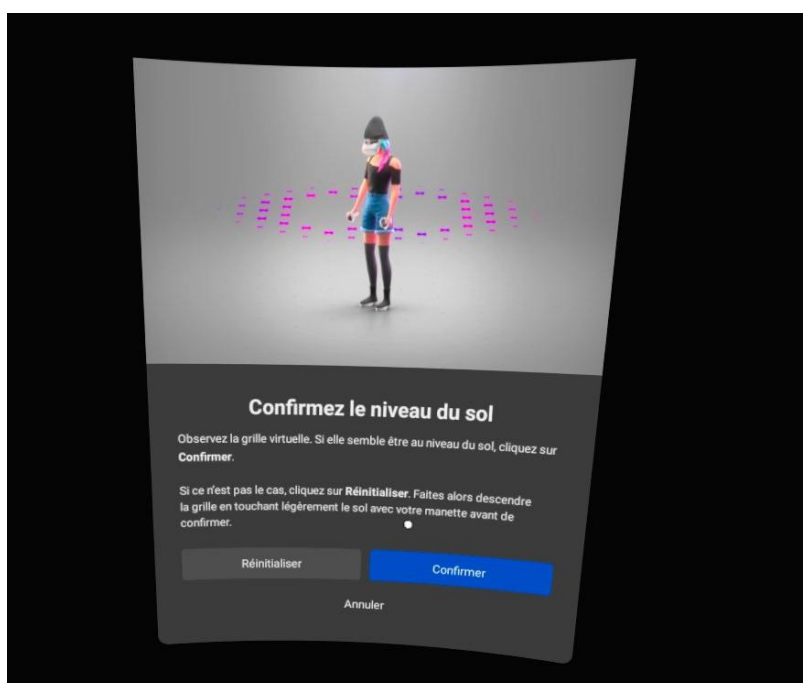 Confirmez le niveau du sol
Observez la grille virtuelle. Si elle semble être au niveau du sol, cliquez sur
Confirmer.
Si ce n'est pas le cas, cliquez sur Réinitialiser. Faites alors descendre
la grille en touchant légèrement le sol avec votre manette avant de
confirmer.
Réinitialiser
Confirmer
Annuler